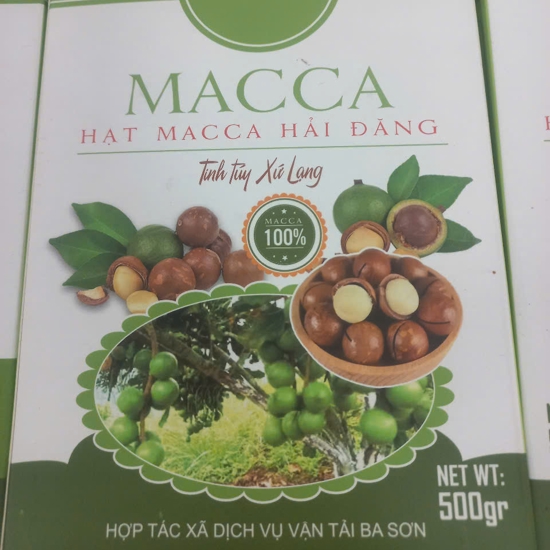 MACCA
HẠT MACCA HẢI ĐĂNG
Tinh túy Xứ Lạng
MACCA
100%
NET WT:
500gr
HỢP TÁC XÃ DỊCH VỤ VẬN TẢI BA SƠN